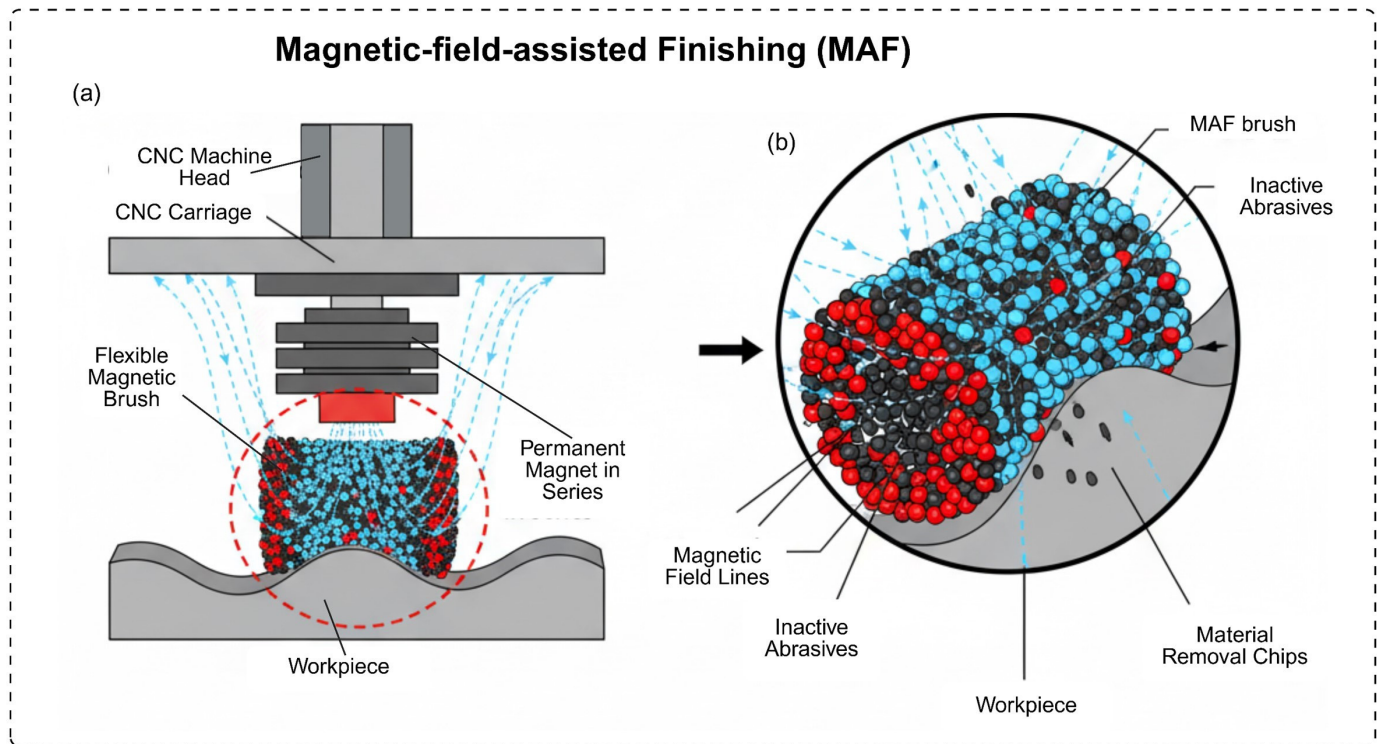 Magnetic-field-assisted Finishing (MAF)
(a)
CNC Machine
Head
CNC Carriage
Flexible
Magnetic
Brush
Permanent
Magnet in
Series
Workpiece
(b)
MAF brush
Inactive
Abrasives
Magnetic
Field Lines
Inactive
Abrasives
Material
Removal Chips
Workpiece